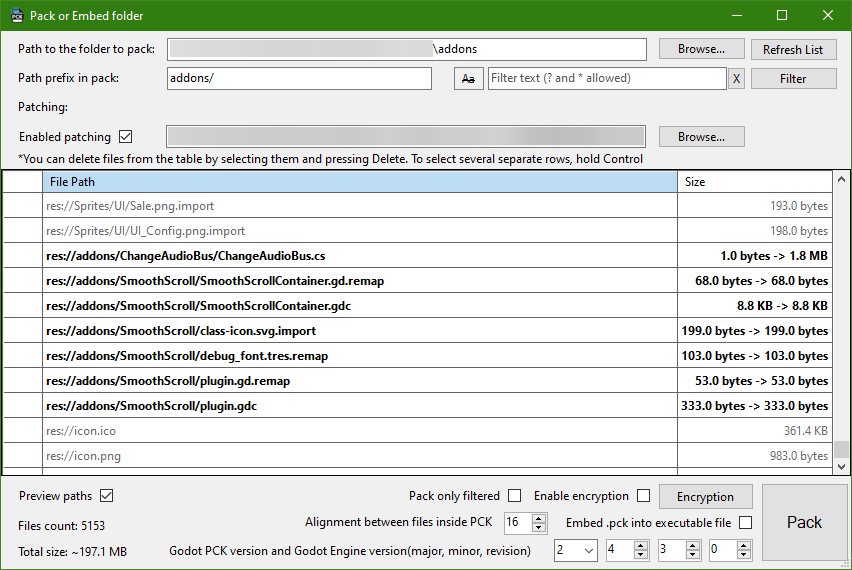 Pack or Embed folder
Path to the folder to pack: \addons Browse... Refresh List
Path prefix in pack: addons/ Aa Filter text (? and * allowed) X Filter
Patching:
Enabled patching Browse...
*You can delete files from the table by selecting them and pressing Delete. To select several separate rows, hold Control
File Path Size
res://Sprites/UI/Sale.png.import 193.0 bytes
res://Sprites/UI/UI_Config.png.import 198.0 bytes
res://addons/ChangeAudioBus/ChangeAudioBus.cs 1.0 bytes -> 1.8 MB
res://addons/SmoothScroll/SmoothScrollContainer.gd.remap 68.0 bytes -> 68.0 bytes
res://addons/SmoothScroll/SmoothScrollContainer.gdc 8.8 KB -> 8.8 KB
res://addons/SmoothScroll/class-icon.svg.import 199.0 bytes -> 199.0 bytes
res://addons/SmoothScroll/debug_font.tres.remap 103.0 bytes -> 103.0 bytes
res://addons/SmoothScroll/plugin.gd.remap 53.0 bytes -> 53.0 bytes
res://addons/SmoothScroll/plugin.gdc 333.0 bytes -> 333.0 bytes
res://icon.ico 361.4 KB
res://icon.png 983.0 bytes
Preview paths Pack only filtered Enable encryption Encryption Pack
Files count: 5153 Alignment between files inside PCK 16 Embed .pck into executable file
Total size: ~197.1 MB Godot PCK version and Godot Engine version(major, minor, revision) 2 4 3 0